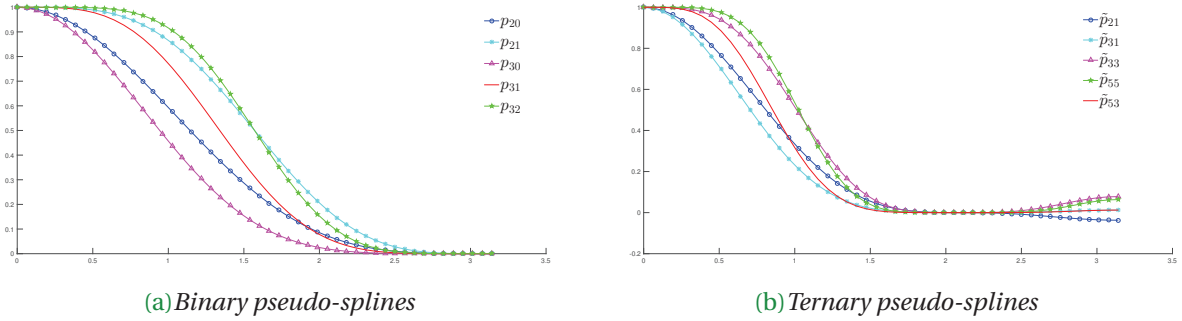 1
0.9
0.8
0.7
0.6
0.5
0.4
0.3
0.2
0.1
0
0 0.5 1 1.5 2 2.5 3 3.5
p₂₀
p₂₁
p₃₀
p₃₁
p₃₂
(a) Binary pseudo-splines
1
0.8
0.6
0.4
0.2
0
-0.2
0 0.5 1 1.5 2 2.5 3 3.5
p̃₂₁
p̃₃₁
p̃₃₃
p̃₅₅
p̃₅₃
(b) Ternary pseudo-splines